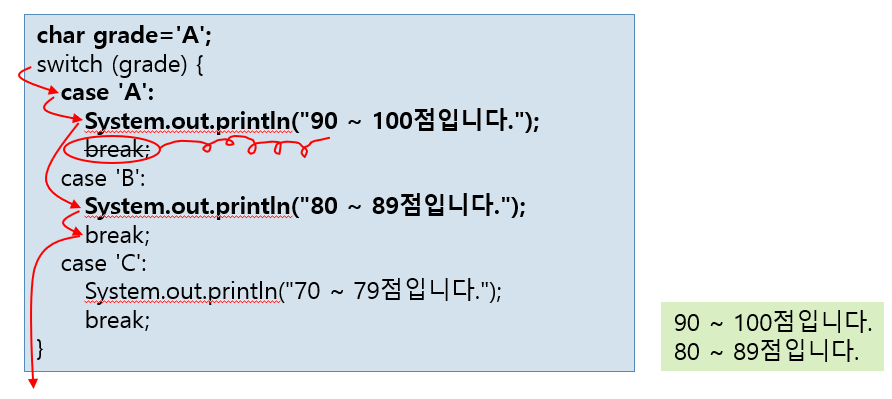 char grade='A';
switch (grade) {
case 'A':
System.out.println("90 ~ 100점입니다.");
break;
case 'B':
System.out.println("80 ~ 89점입니다.");
break;
case 'C':
System.out.println("70 ~ 79점입니다.");
break;
}
90 ~ 100점입니다.
80 ~ 89점입니다.